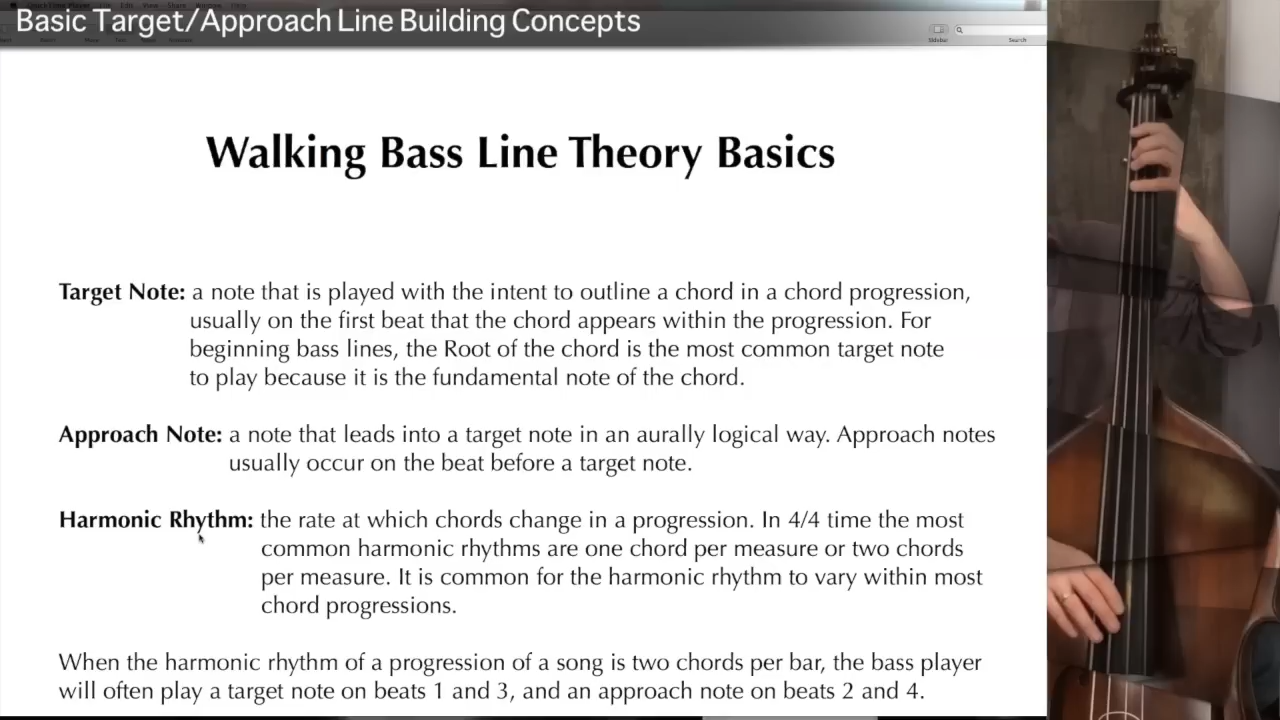 Basic Target/Approach Line Building Concepts
Sidebar
Search
Walking Bass Line Theory Basics
Target Note: a note that is played with the intent to outline a chord in a chord progression,
usually on the first beat that the chord appears within the progression. For
beginning bass lines, the Root of the chord is the most common target note
to play because it is the fundamental note of the chord.
Approach Note: a note that leads into a target note in an aurally logical way. Approach notes
usually occur on the beat before a target note.
Harmonic Rhythm: the rate at which chords change in a progression. In 4/4 time the most
common harmonic rhythms are one chord per measure or two chords
per measure. It is common for the harmonic rhythm to vary within most
chord progressions.
When the harmonic rhythm of a progression of a song is two chords per bar, the bass player
will often play a target note on beats 1 and 3, and an approach note on beats 2 and 4.